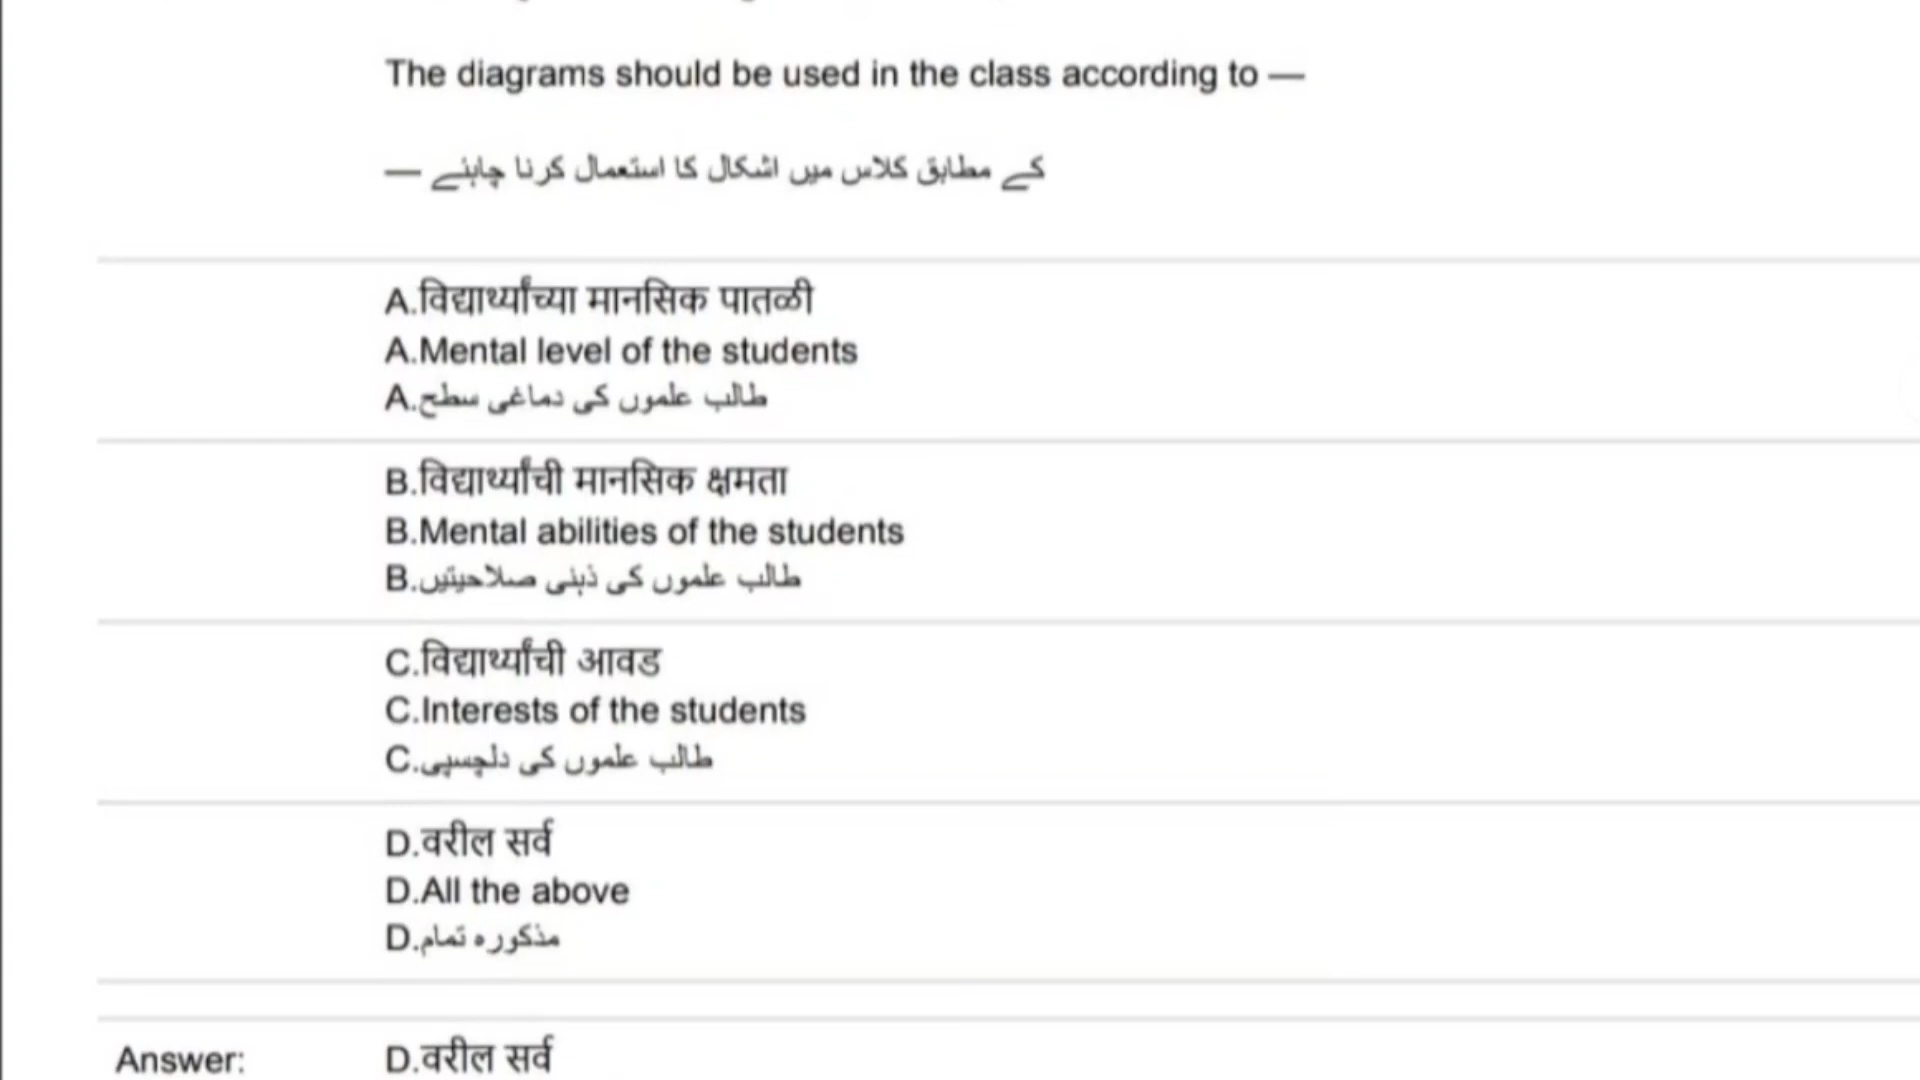 The diagrams should be used in the class according to —
کے مطابق کلاس میں اشکال کا استعمال کرنا چاہئے —
A.विद्यार्थ्यांच्या मानसिक पातळी
A.Mental level of the students
A.طالب علموں کی دماغی سطح
B.विद्यार्थ्यांची मानसिक क्षमता
B.Mental abilities of the students
B.طالب علموں کی ذہنی صلاحیتیں
C.विद्यार्थ्यांची आवड
C.Interests of the students
C.طالب علموں کی دلچسپی
D.वरील सर्व
D.All the above
D.مذکورہ تمام
Answer: D.वरील सर्व